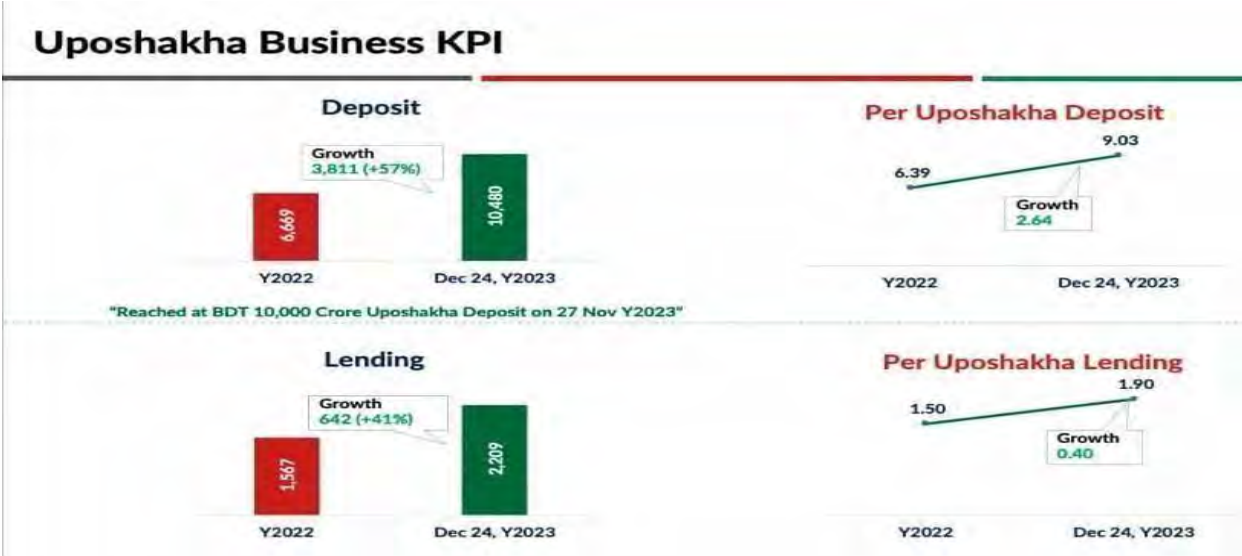 Uposhakha Business KPI
Deposit
Growth
3,811 (+57%)
6,669
10,480
Y2022
Dec 24, Y2023
"Reached at BDT 10,000 Crore Uposhakha Deposit on 27 Nov Y2023"
Per Uposhakha Deposit
6.39
9.03
Growth
2.64
Y2022
Dec 24, Y2023
Lending
Growth
642 (+41%)
1,567
2,209
Y2022
Dec 24, Y2023
Per Uposhakha Lending
1.50
1.90
Growth
0.40
Y2022
Dec 24, Y2023